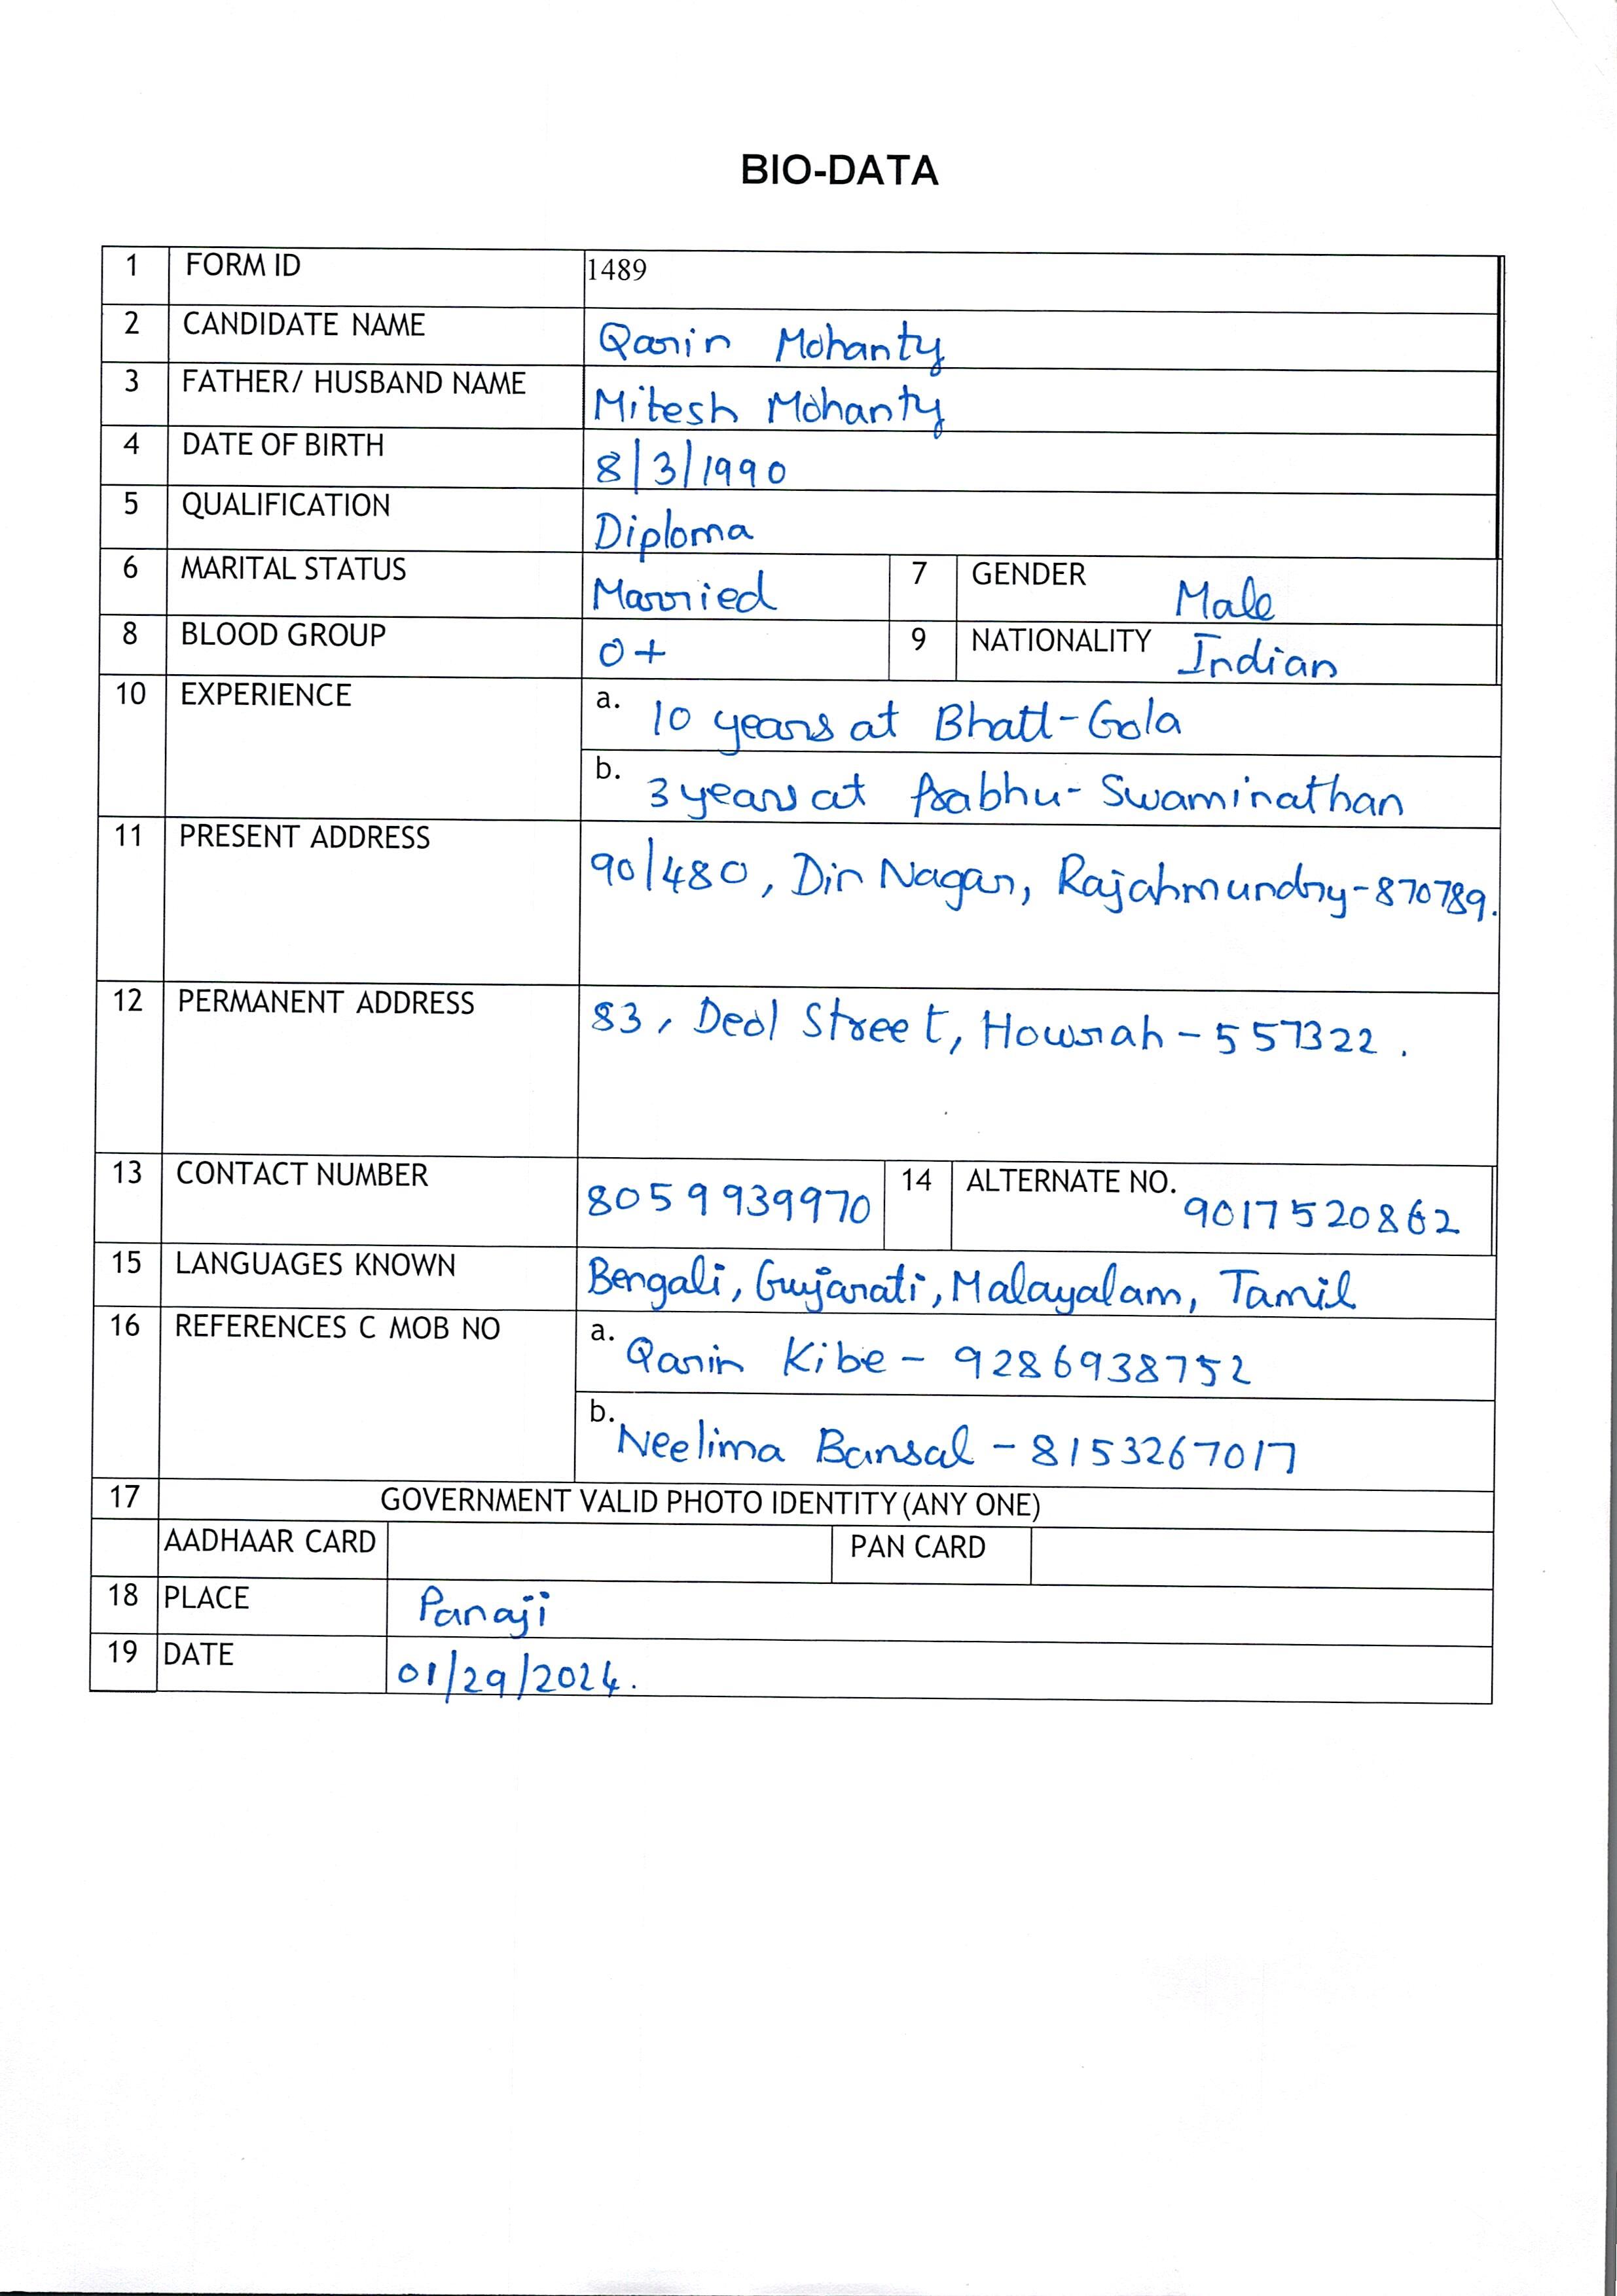 BIO-DATA
1 FORM ID 1489
2 CANDIDATE NAME Qarin Mohanty
3 FATHER/ HUSBAND NAME Mitesh Mohanty
4 DATE OF BIRTH 8/3/1990
5 QUALIFICATION Diploma
6 MARITAL STATUS Married 7 GENDER Male
8 BLOOD GROUP O+ 9 NATIONALITY Indian
10 EXPERIENCE a. 10 years at Bhatt-Gola
b. 3 years at Prabhu-Swaminathan
11 PRESENT ADDRESS 90/480, Din Nagar, Rajahmundry-870789.
12 PERMANENT ADDRESS 83, Deol Street, Howrah-557322.
13 CONTACT NUMBER 8059939970 14 ALTERNATE NO. 9017520862
15 LANGUAGES KNOWN Bengali, Gujarati, Malayalam, Tamil
16 REFERENCES C MOB NO a. Qarin Kibe - 9286938752
b. Neelima Bansal - 8153267017
17 GOVERNMENT VALID PHOTO IDENTITY (ANY ONE)
AADHAAR CARD PAN CARD
18 PLACE Panaji
19 DATE 01/29/2024.